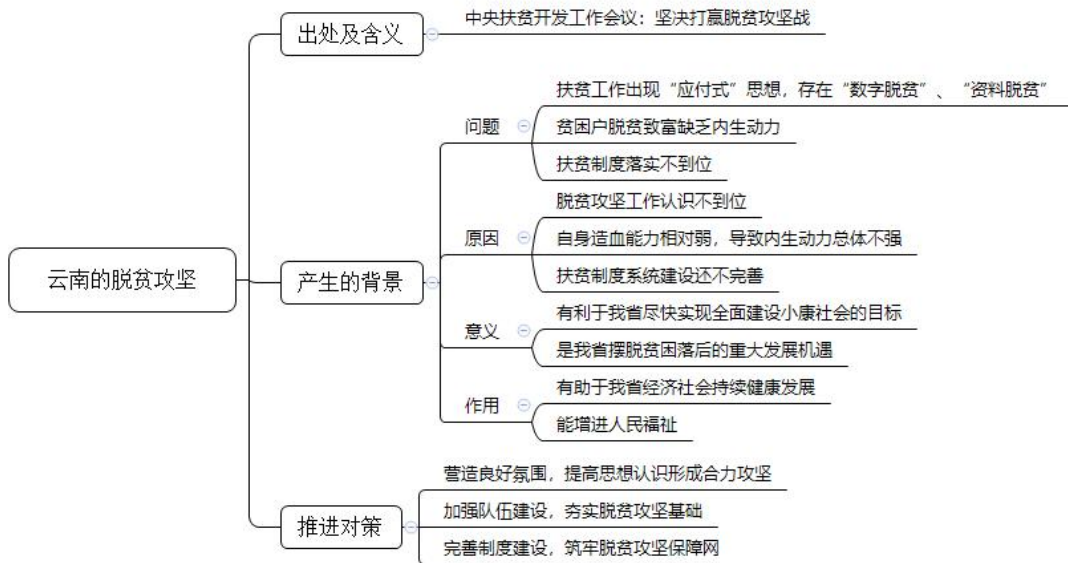 云南的脱贫攻坚
出处及含义
中央扶贫开发工作会议：坚决打赢脱贫攻坚战
产生的背景
问题
扶贫工作出现“应付式”思想，存在“数字脱贫”、“资料脱贫”
贫困户脱贫致富缺乏内生动力
扶贫制度落实不到位
原因
脱贫攻坚工作认识不到位
自身造血能力相对弱，导致内生动力总体不强
扶贫制度系统建设还不完善
意义
有利于我省尽快实现全面建设小康社会的目标
是我省摆脱贫困落后的重大发展机遇
作用
有助于我省经济社会持续健康发展
能增进人民福祉
推进对策
营造良好氛围，提高思想认识形成合力攻坚
加强队伍建设，夯实脱贫攻坚基础
完善制度建设，筑牢脱贫攻坚保障网